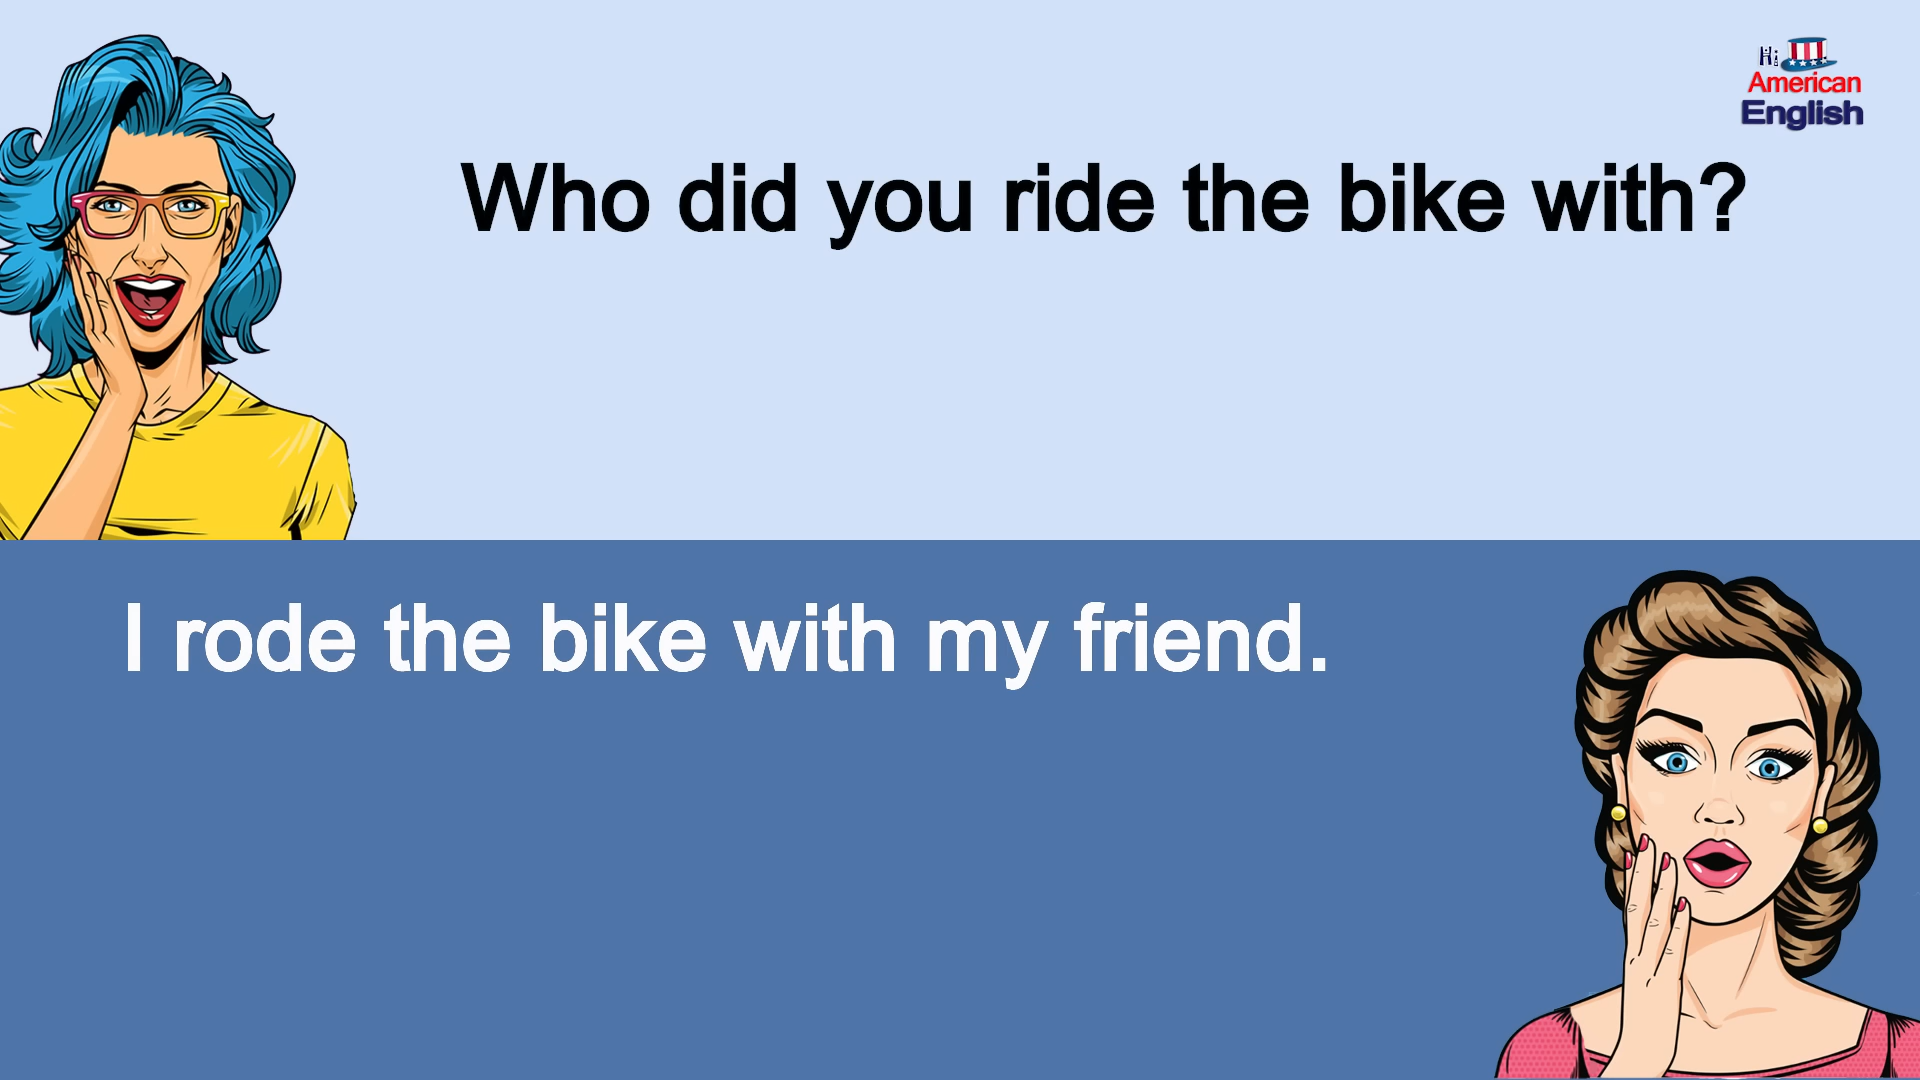 Hi
American
English
Who did you ride the bike with?
I rode the bike with my friend.